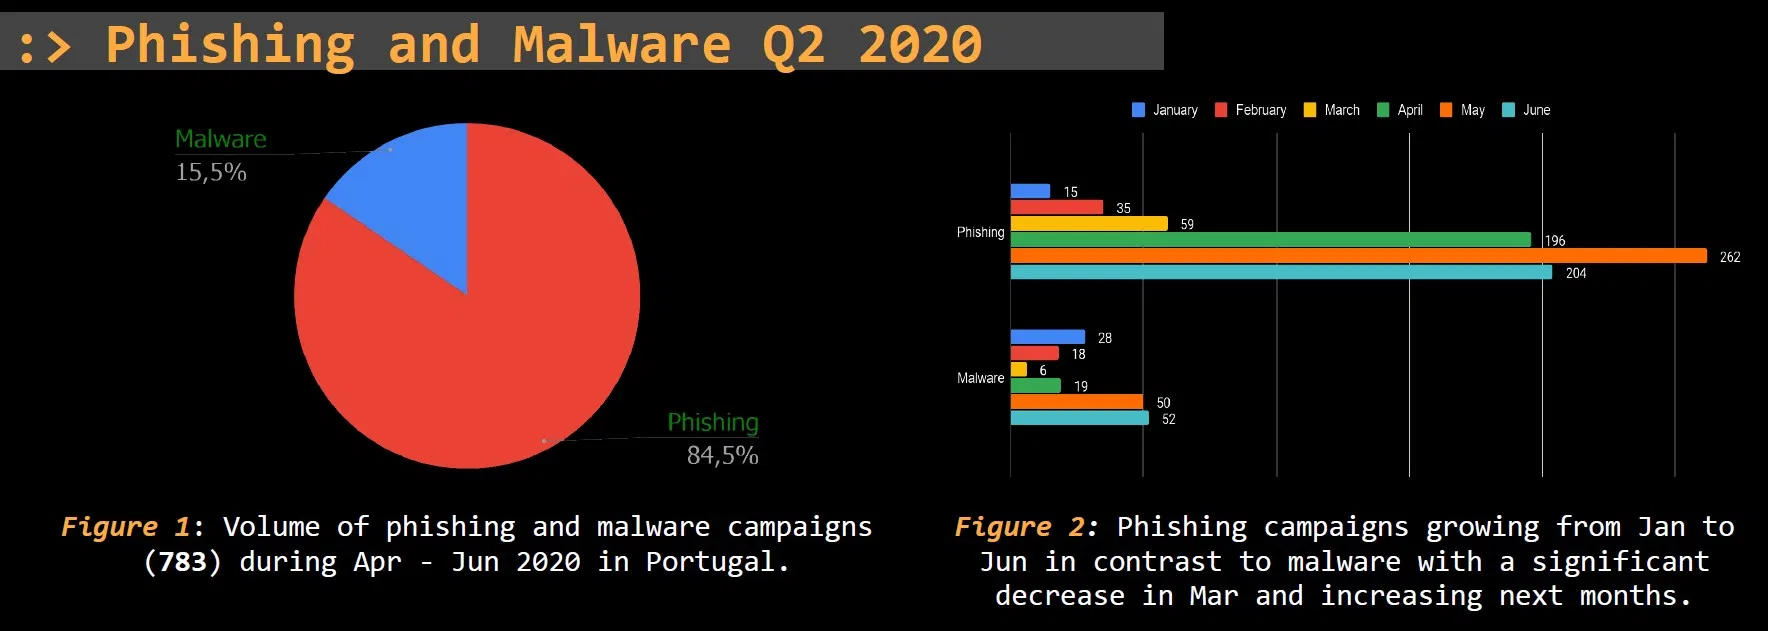 :> Phishing and Malware Q2 2020
Malware
15,5%
Phishing
84,5%
Figure 1: Volume of phishing and malware campaigns
(783) during Apr - Jun 2020 in Portugal.
January February March April May June
Phishing
15
35
59
196
262
204
Malware
28
18
6
19
50
52
Figure 2: Phishing campaigns growing from Jan to
Jun in contrast to malware with a significant
decrease in Mar and increasing next months.